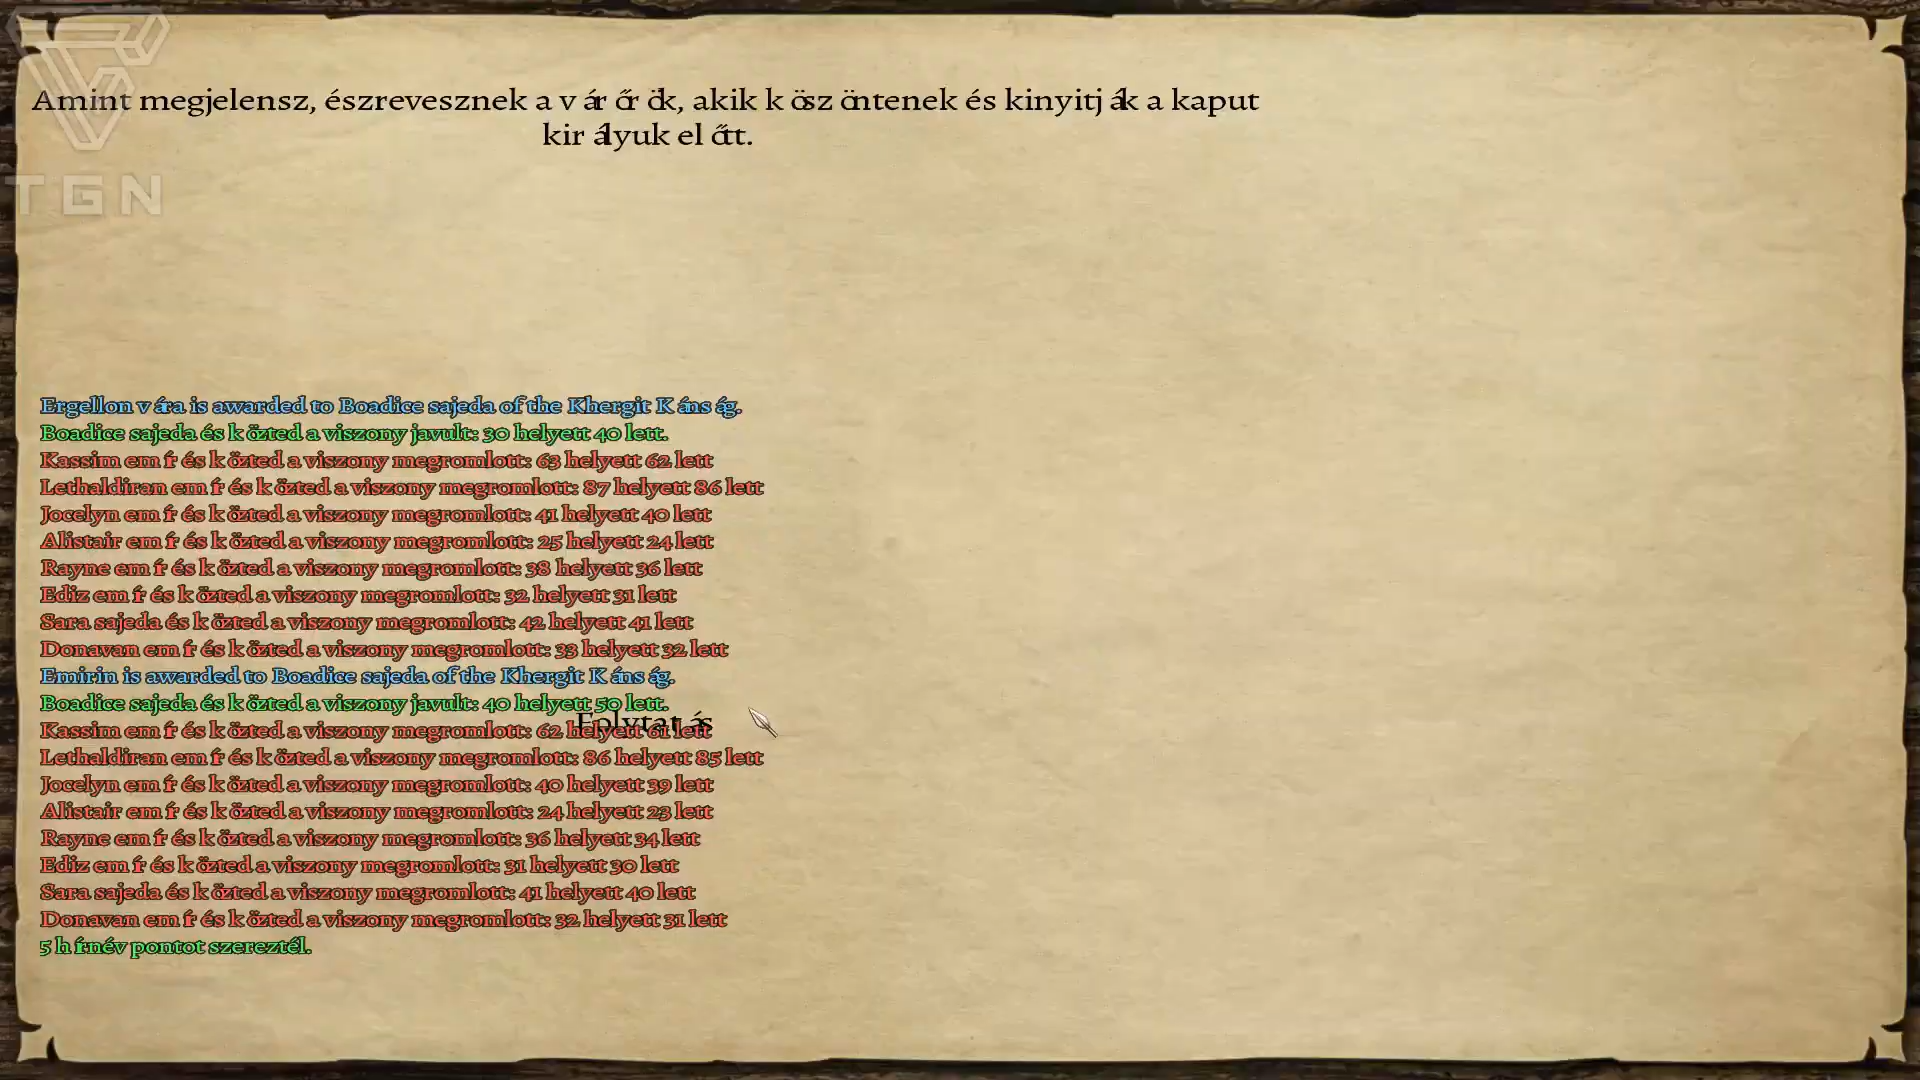 TGN
Amint megjelensz, észrevesznek a várőrök, akik köszöntenek és kinyitják a kaput
királyuk előtt.
Ergellon vára is awarded to Boadice sajeda of the Khergit Kánság.
Boadice sajeda és közted a viszony javult: 30 helyett 40 lett.
Kassim emír és közted a viszony megromlott: 63 helyett 62 lett
Lethaldiran emír és közted a viszony megromlott: 87 helyett 86 lett
Jocelyn emír és közted a viszony megromlott: 41 helyett 40 lett
Alistair emír és közted a viszony megromlott: 25 helyett 24 lett
Rayne emír és közted a viszony megromlott: 38 helyett 36 lett
Ediz emír és közted a viszony megromlott: 32 helyett 31 lett
Sara sajeda és közted a viszony megromlott: 42 helyett 41 lett
Donavan emír és közted a viszony megromlott: 33 helyett 32 lett
Emirin is awarded to Boadice sajeda of the Khergit Kánság.
Boadice sajeda és közted a viszony javult: 40 helyett 50 lett.
Folytatás
Kassim emír és közted a viszony megromlott: 62 helyett 61 lett
Lethaldiran emír és közted a viszony megromlott: 86 helyett 85 lett
Jocelyn emír és közted a viszony megromlott: 40 helyett 39 lett
Alistair emír és közted a viszony megromlott: 24 helyett 23 lett
Rayne emír és közted a viszony megromlott: 36 helyett 34 lett
Ediz emír és közted a viszony megromlott: 31 helyett 30 lett
Sara sajeda és közted a viszony megromlott: 41 helyett 40 lett
Donavan emír és közted a viszony megromlott: 32 helyett 31 lett
5 hírnév pontot szereztél.